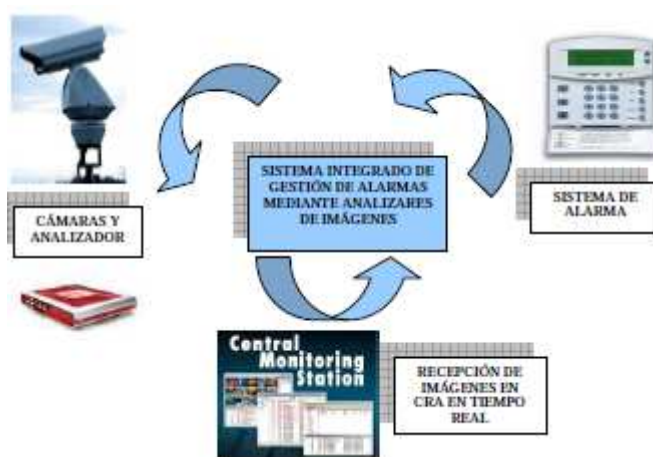 SISTEMA INTEGRADO DE
GESTIÓN DE ALARMAS
MEDIANTE ANALIZARES
DE IMÁGENES
CÁMARAS Y
ANALIZADOR
SISTEMA DE
ALARMA
Central
Monitoring
Station
RECEPCIÓN DE
IMÁGENES EN
CRA EN TIEMPO
REAL